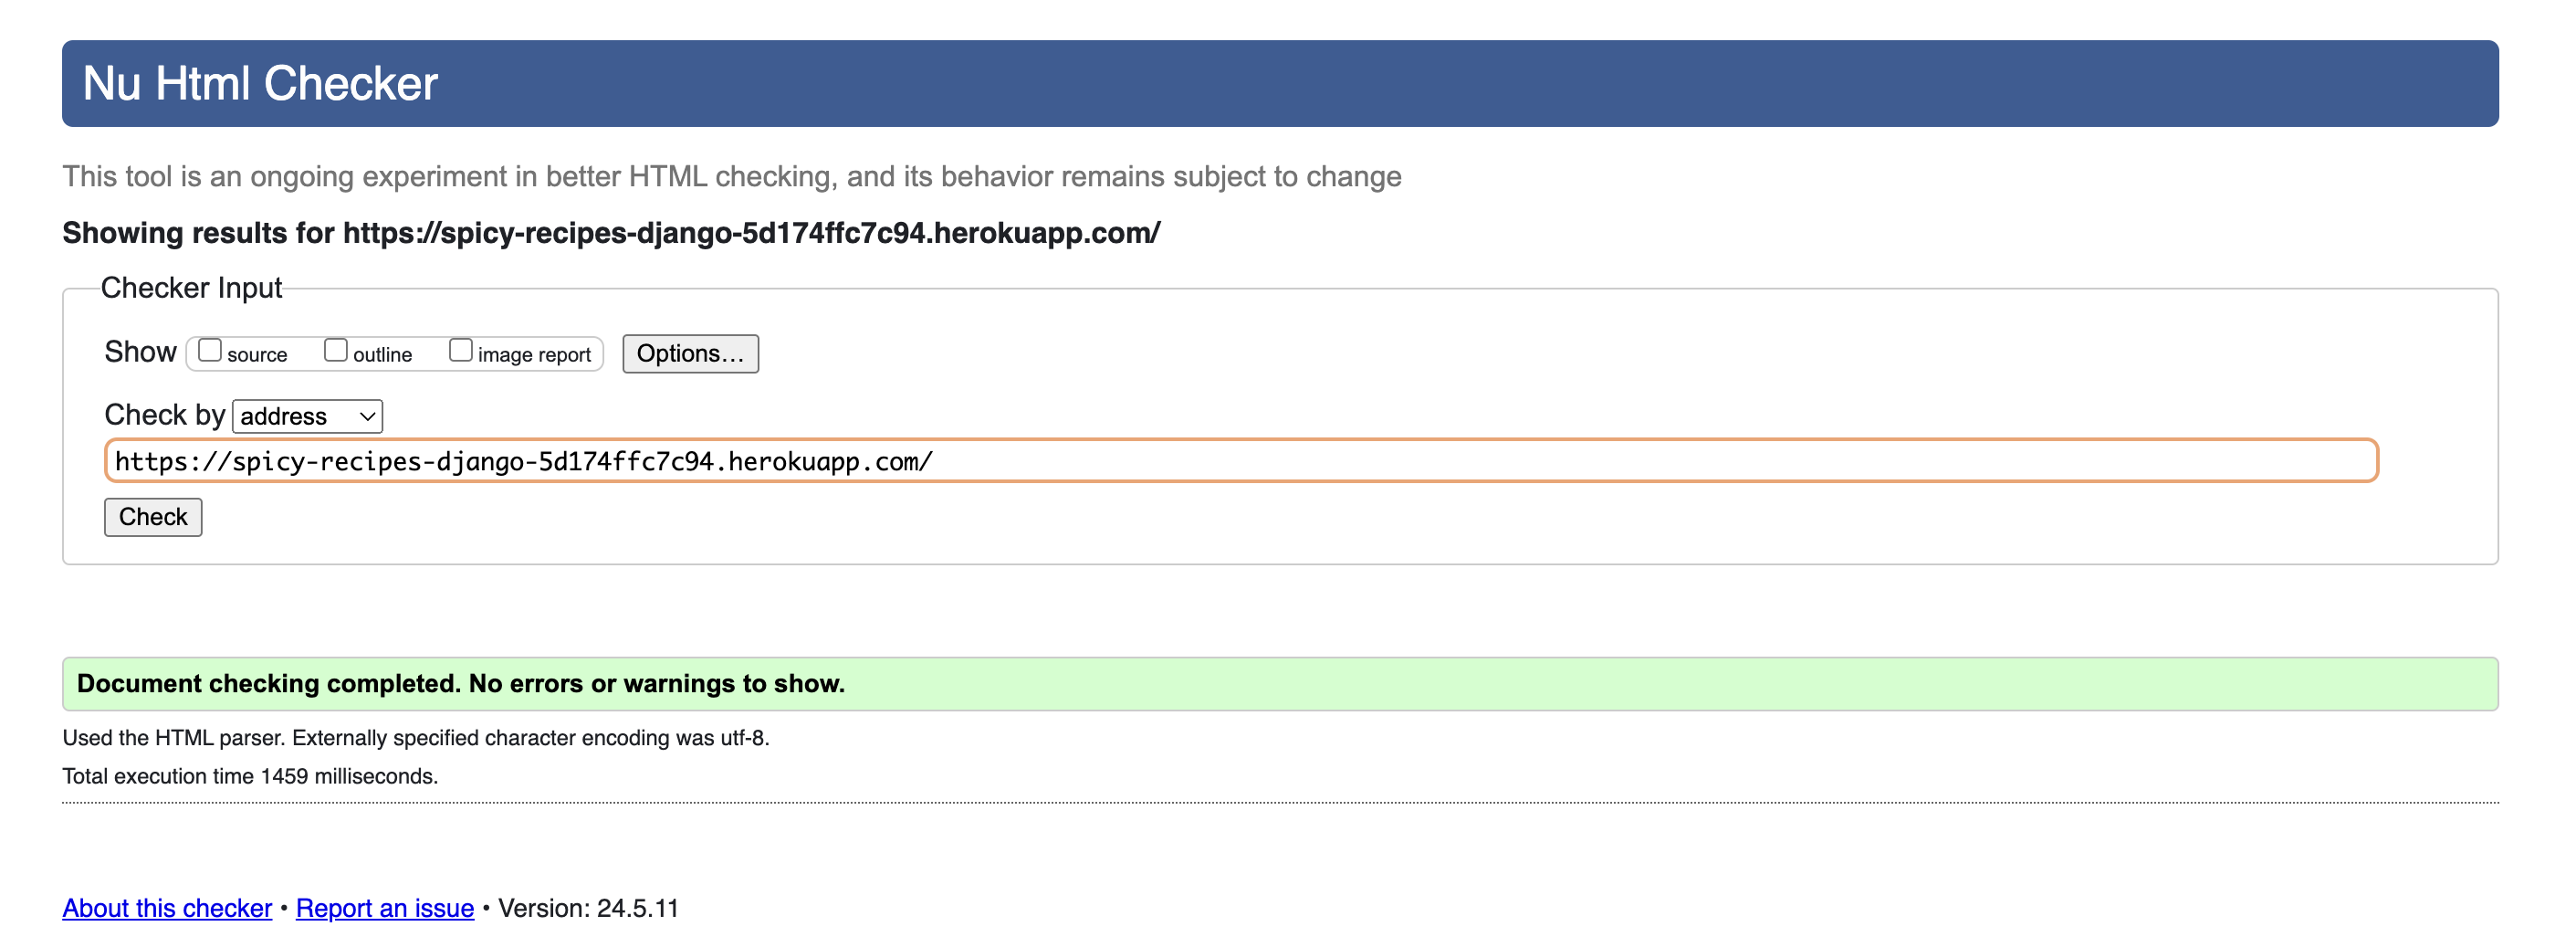 Nu Html Checker
This tool is an ongoing experiment in better HTML checking, and its behavior remains subject to change
Showing results for https://spicy-recipes-django-5d174ffc7c94.herokuapp.com/
Checker Input
Show source outline image report Options...
Check by address
https://spicy-recipes-django-5d174ffc7c94.herokuapp.com/
Check
Document checking completed. No errors or warnings to show.
Used the HTML parser. Externally specified character encoding was utf-8.
Total execution time 1459 milliseconds.
About this checker • Report an issue • Version: 24.5.11